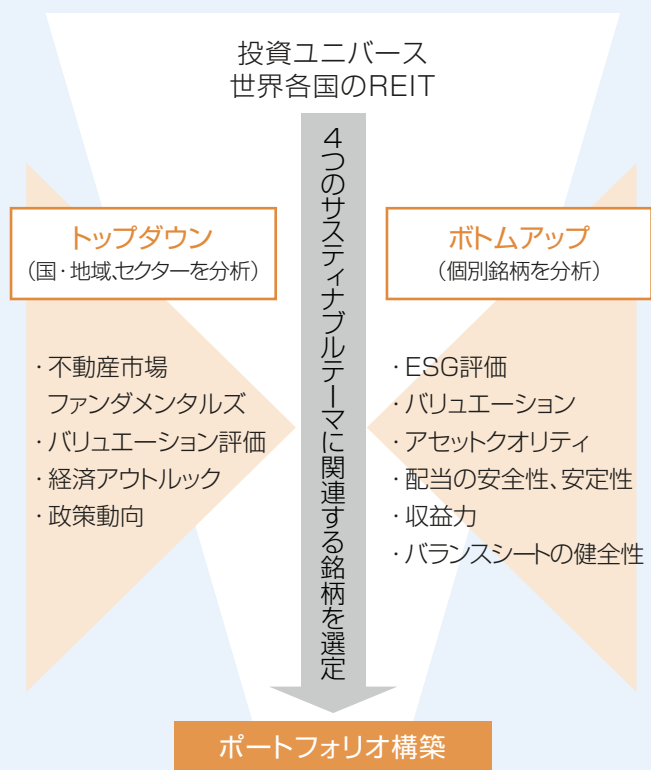 投資ユニバース
世界各国のREIT
4つのサスティナブルテーマに関連する銘柄を選定
トップダウン
(国・地域、セクターを分析)
・不動産市場
ファンダメンタルズ
・バリュエーション評価
・経済アウトルック
・政策動向
ボトムアップ
(個別銘柄を分析)
・ESG評価
・バリュエーション
・アセットクオリティ
・配当の安全性、安定性
・収益力
・バランスシートの健全性
ポートフォリオ構築